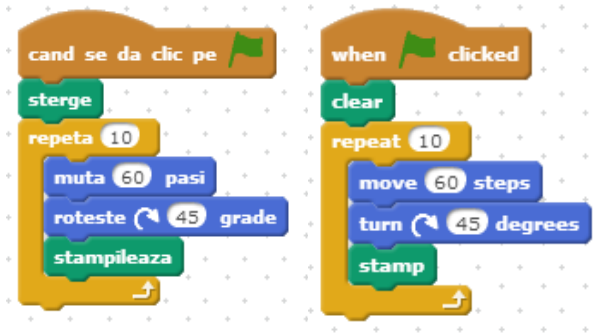 cand se da clic pe
sterge
repeta 10
muta 60 pasi
roteste 45 grade
stampileaza
when clicked
clear
repeat 10
move 60 steps
turn 45 degrees
stamp